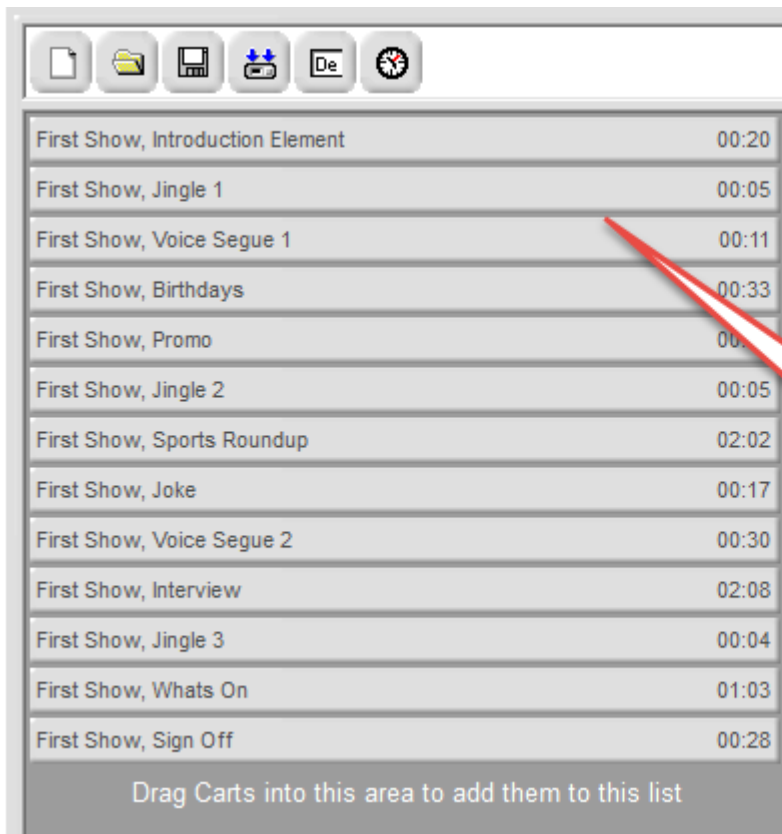 De
First Show, Introduction Element 00:20
First Show, Jingle 1 00:05
First Show, Voice Segue 1 00:11
First Show, Birthdays 00:33
First Show, Promo
First Show, Jingle 2 00:05
First Show, Sports Roundup 02:02
First Show, Joke 00:17
First Show, Voice Segue 2 00:30
First Show, Interview 02:08
First Show, Jingle 3 00:04
First Show, Whats On 01:03
First Show, Sign Off 00:28
Drag Carts into this area to add them to this list